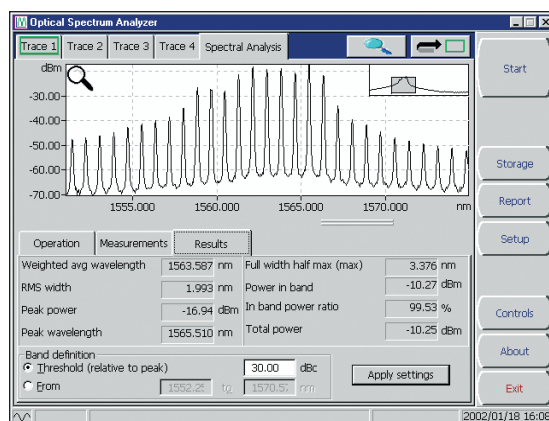 Optical Spectrum Analyzer
Trace 1 Trace 2 Trace 3 Trace 4 Spectral Analysis
dBm
-30.00
-40.00
-50.00
-60.00
-70.00
1555.000 1560.000 1565.000 1570.000 nm
Operation Measurements Results
Weighted avg wavelength 1563.587 nm Full width half max (max) 3.376 nm
RMS width 1.993 nm Power in band -10.27 dBm
Peak power -16.94 dBm In band power ratio 99.53 %
Peak wavelength 1565.510 nm Total power -10.25 dBm
Band definition
Threshold (relative to peak) 30.00 dBc
From to nm
Apply settings
Start
Storage
Report
Setup
Controls
About
Exit
2002/01/18 16:08